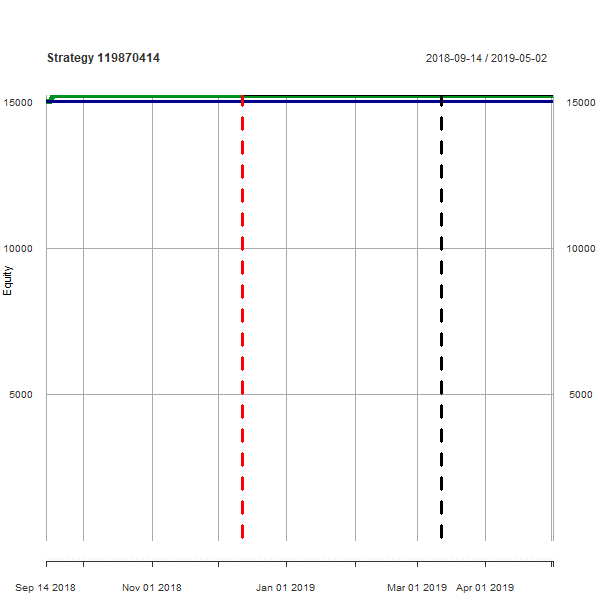 Strategy 119870414
2018-09-14 / 2019-05-02
15000
15000
10000
10000
Equity
5000
5000
Sep 14 2018
Nov 01 2018
Jan 01 2019
Mar 01 2019
Apr 01 2019